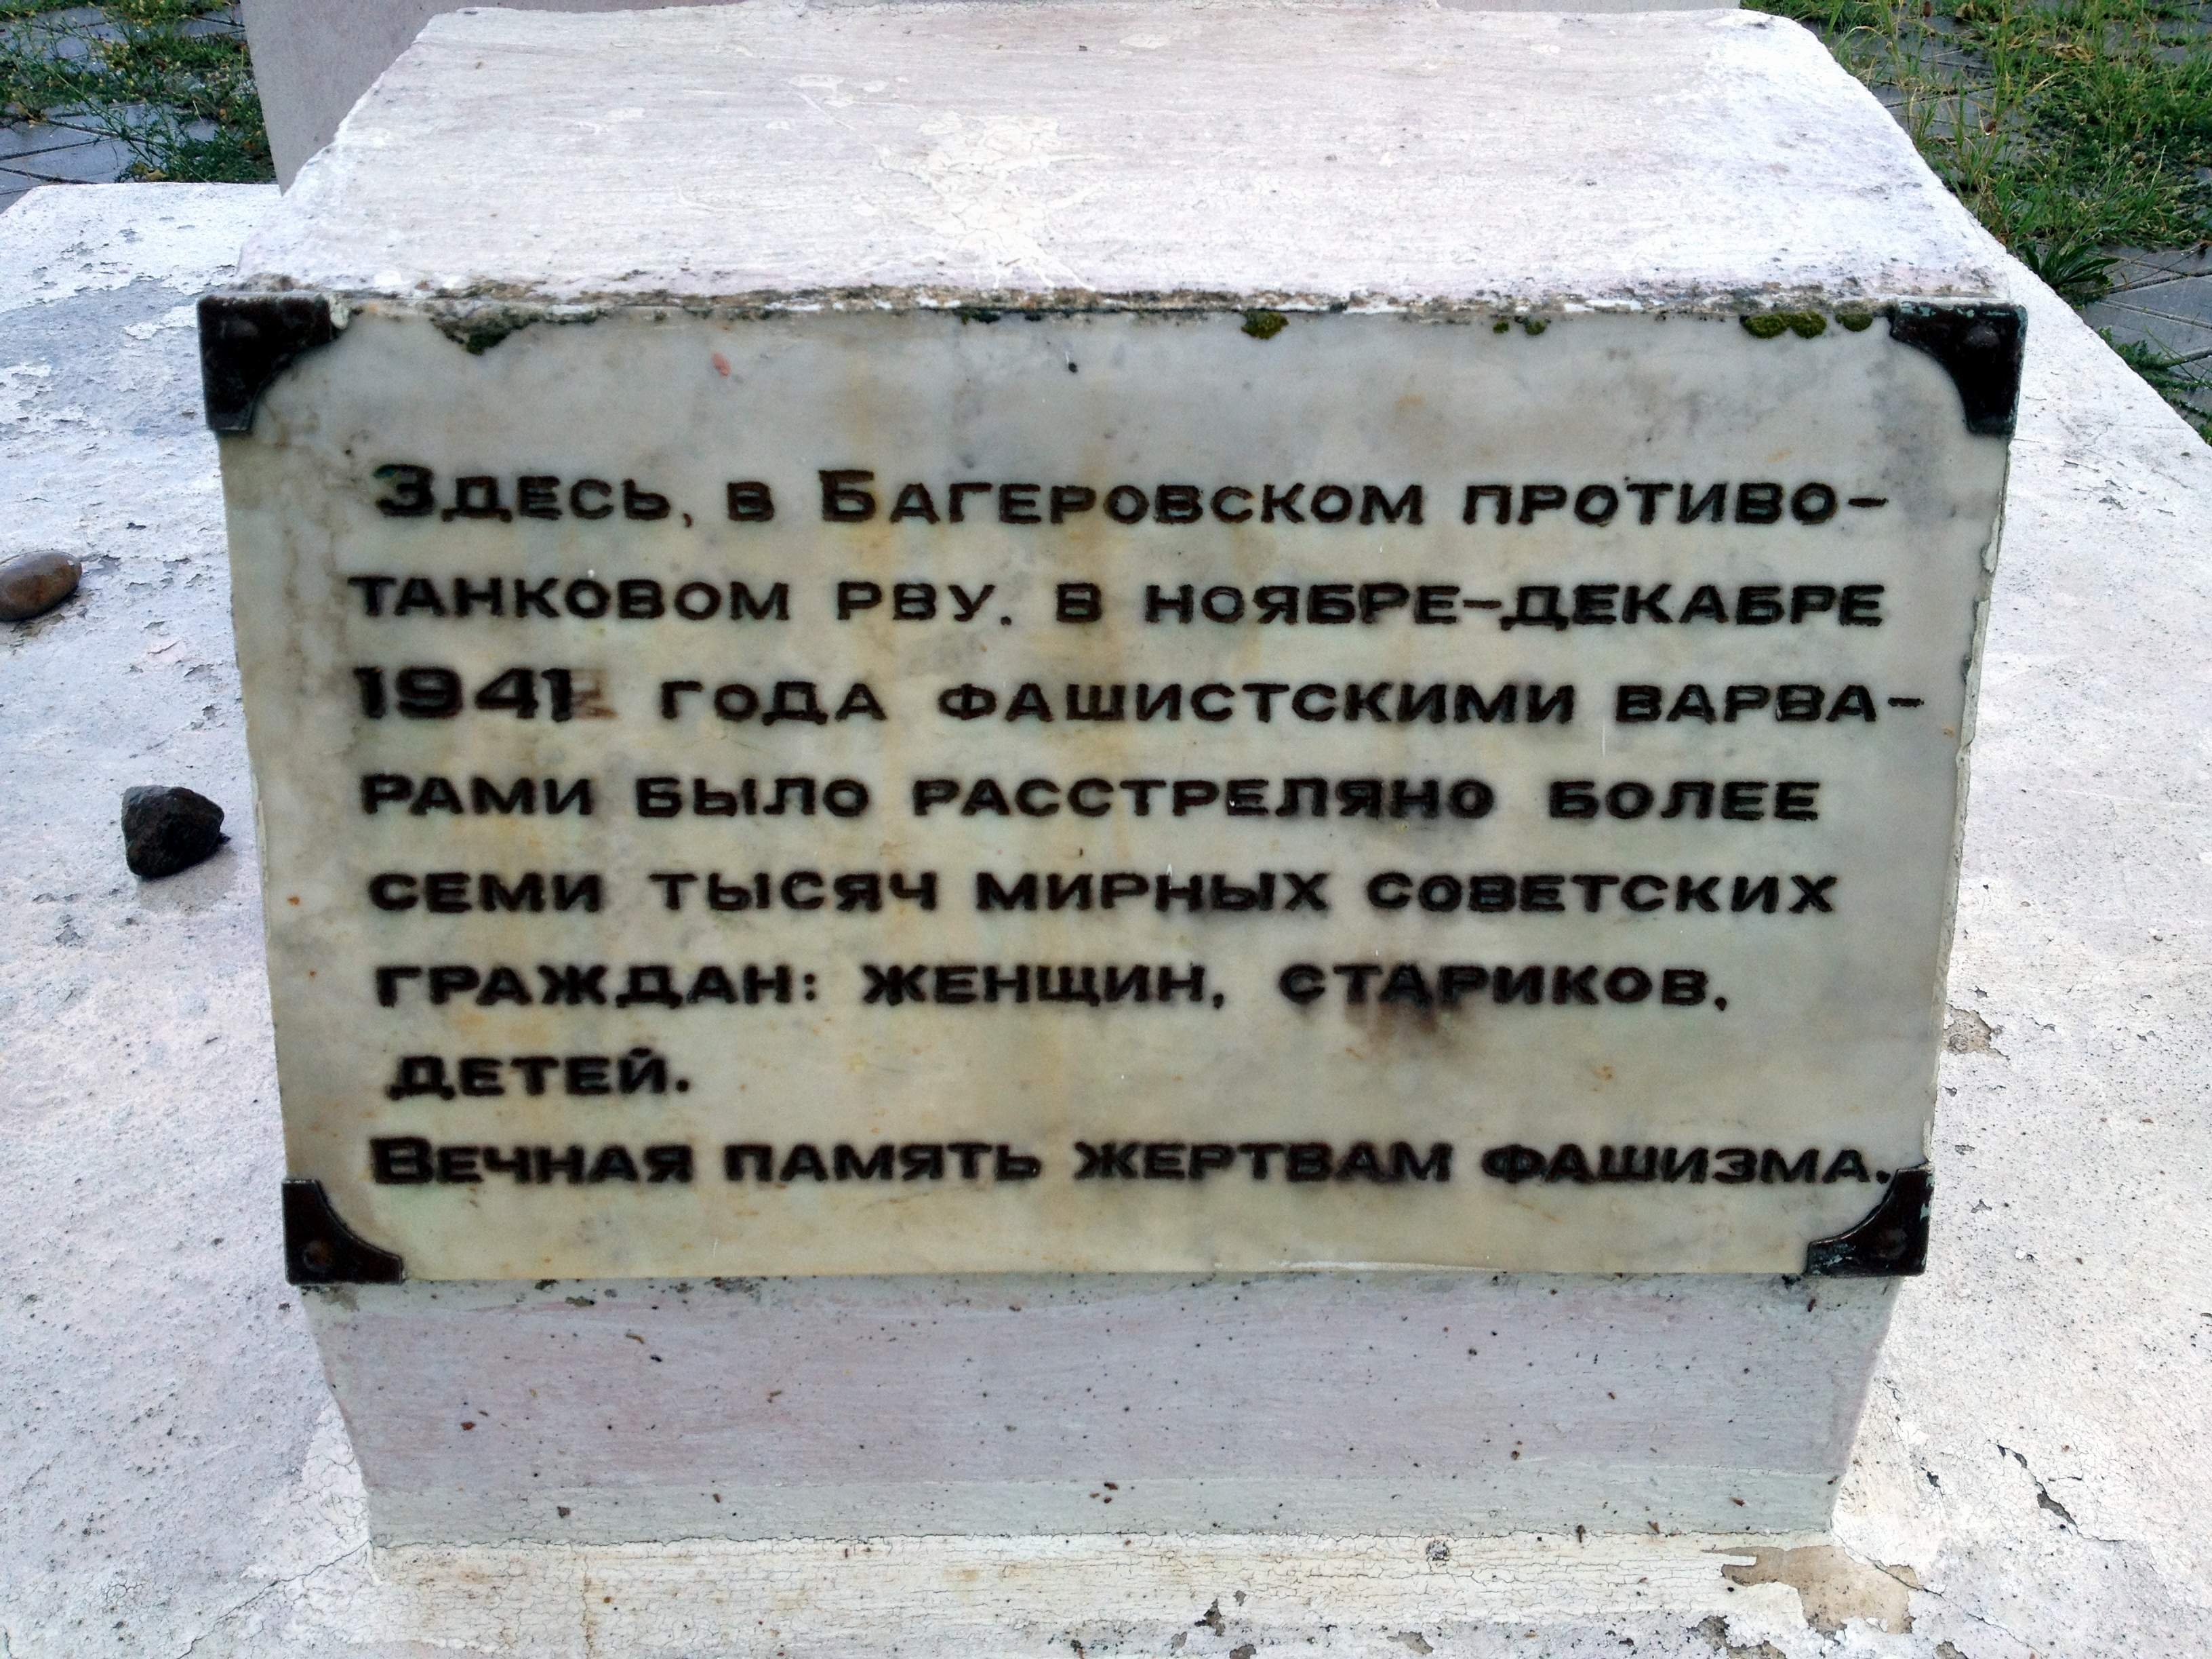 Здесь, в Багеровском противо-
танковом рву. в ноябре-декабре
1941 года фашистскими варва-
рами было расстреляно более
семи тысяч мирных советских
граждан: женщин, стариков,
детей.
Вечная память жертвам фашизма.